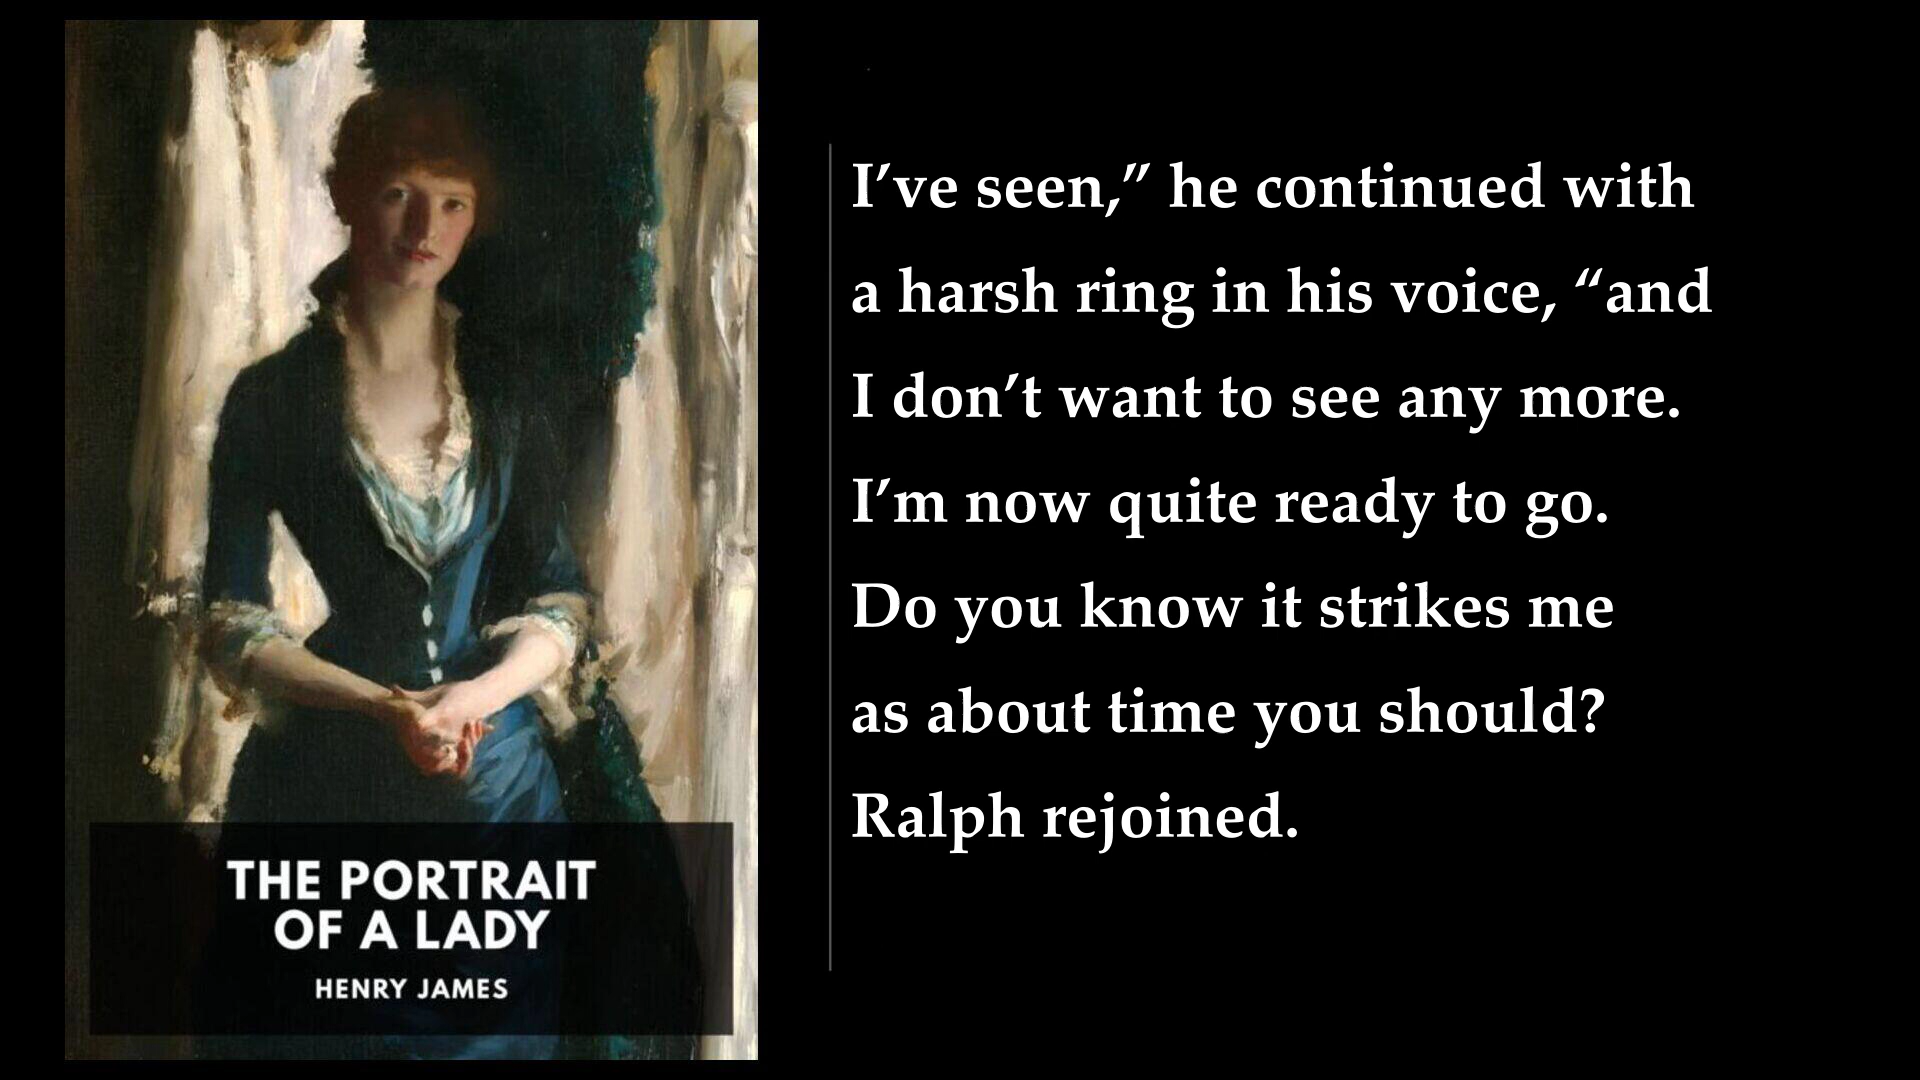 THE PORTRAIT
OF A LADY
HENRY JAMES
I’ve seen,” he continued with
a harsh ring in his voice, “and
I don’t want to see any more.
I’m now quite ready to go.
Do you know it strikes me
as about time you should?
Ralph rejoined.